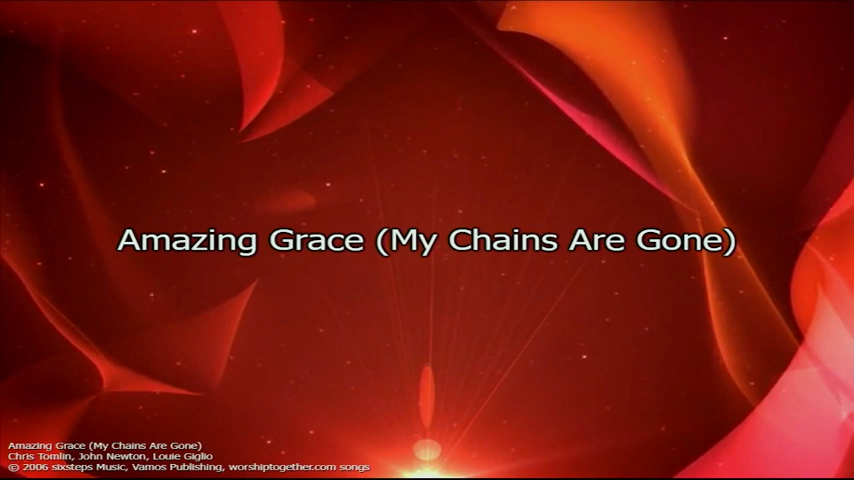 Amazing Grace (My Chains Are Gone)
Amazing Grace (My Chains Are Gone)
Chris Tomlin, John Newton, Louie Giglio
© 2006 sixsteps Music, Vamos Publishing, worshiptogether.com songs